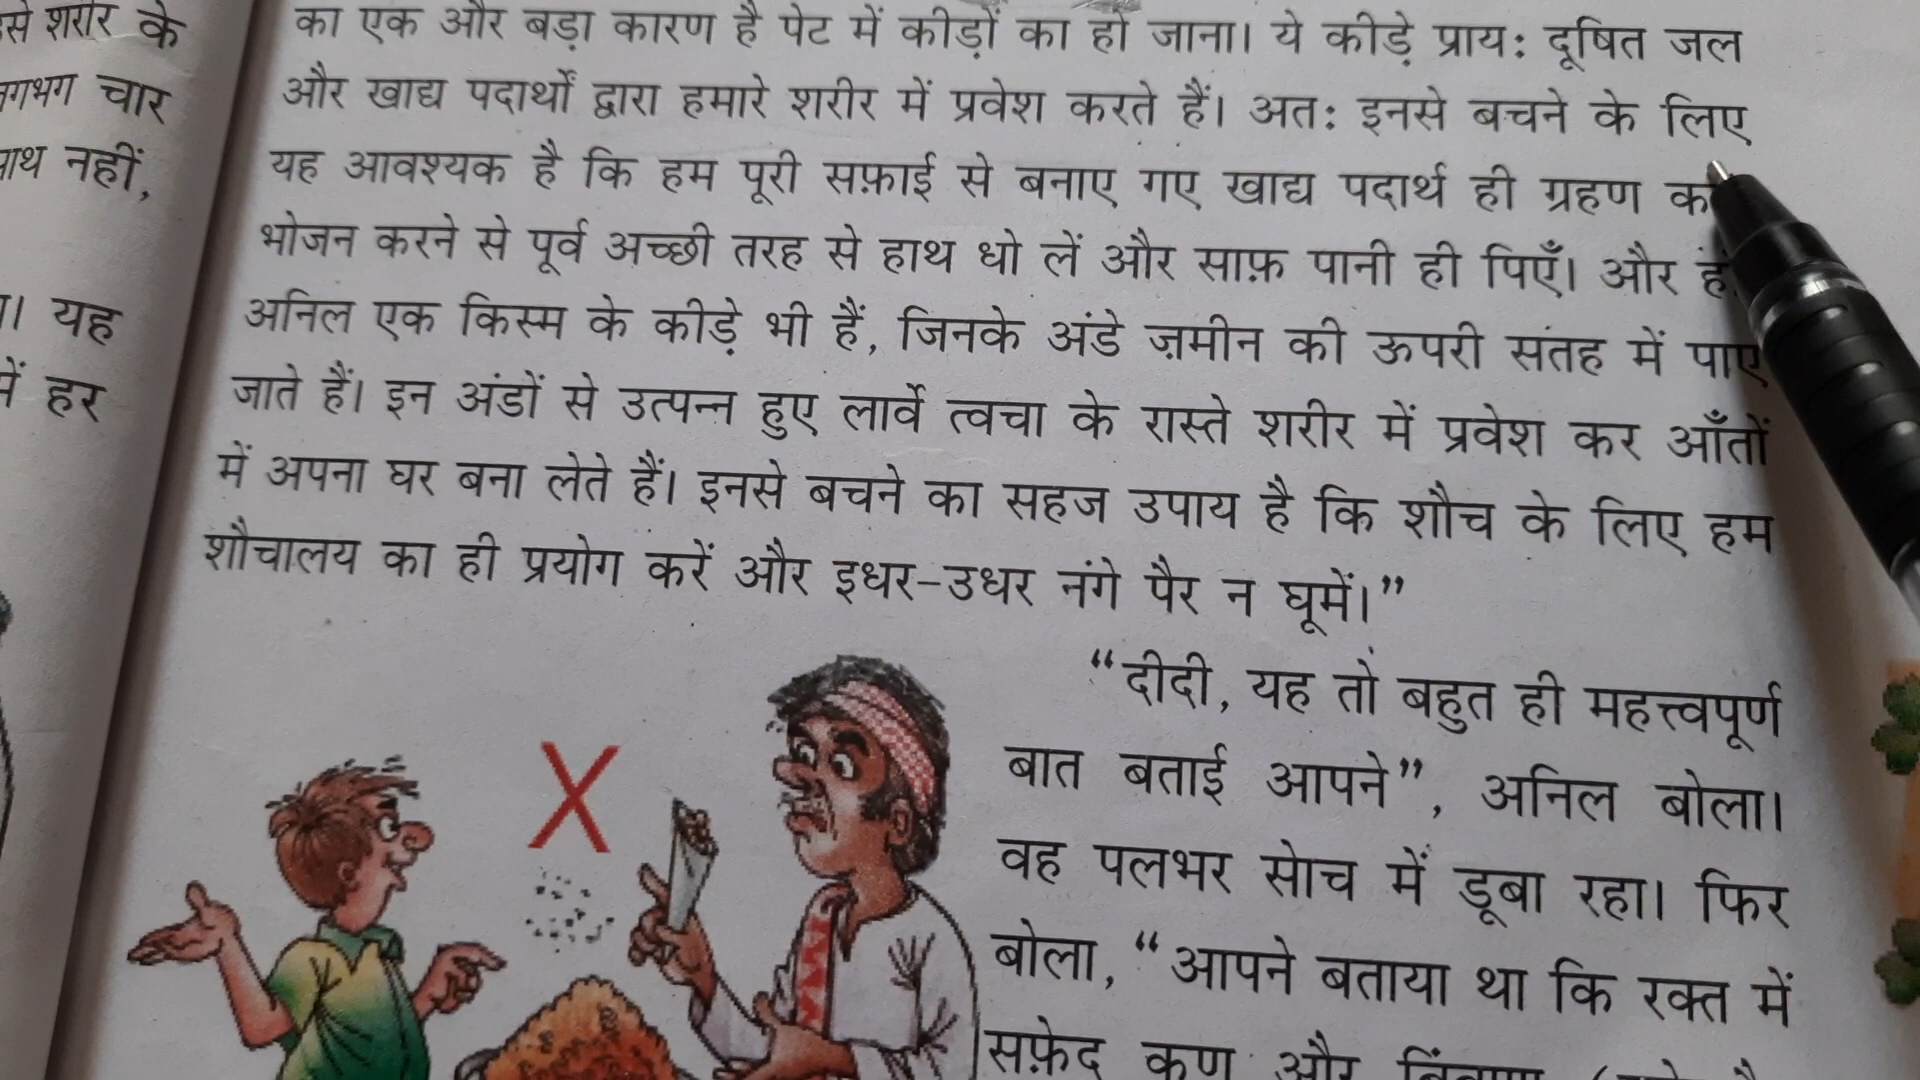 से शरीर के
चार
नहीं,
यह
में हर
का एक और बड़ा कारण है पेट में कीड़ों का हो जाना। ये कीड़े प्राय: दूषित जल
और खाद्य पदार्थों द्वारा हमारे शरीर में प्रवेश करते हैं। अत: इनसे बचने के लिए
यह आवश्यक है कि हम पूरी सफ़ाई से बनाए गए खाद्य पदार्थ ही ग्रहण
भोजन करने से पूर्व अच्छी तरह से हाथ धो लें और साफ़ पानी ही पिएँ। और
अनिल एक किस्म के कीड़े भी हैं, जिनके अंडे ज़मीन की ऊपरी संतह में पाए
जाते हैं। इन अंडों से उत्पन्न हुए लार्वे त्वचा के रास्ते शरीर में प्रवेश कर आँतों
में अपना घर बना लेते हैं। इनसे बचने का सहज उपाय है कि शौच के लिए हम
शौचालय का ही प्रयोग करें और इधर-उधर नंगे पैर न घूमें।”
“दीदी, यह तो बहुत ही महत्त्वपूर्ण
बात बताई आपने”, अनिल बोला।
वह पलभर सोच में डूबा रहा। फिर
बोला, “आपने बताया था कि रक्त में
सफ़ेद कण और